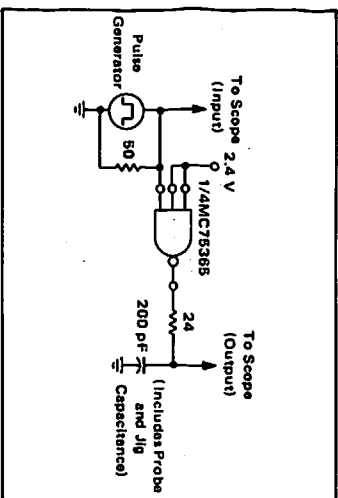 To Scope
(Input)
2.4 V
1/4MC75365
Pulse
Generator
50
24
To Scope
(Output)
200 pF
(Includes Probe
and Jig
Capacitance)